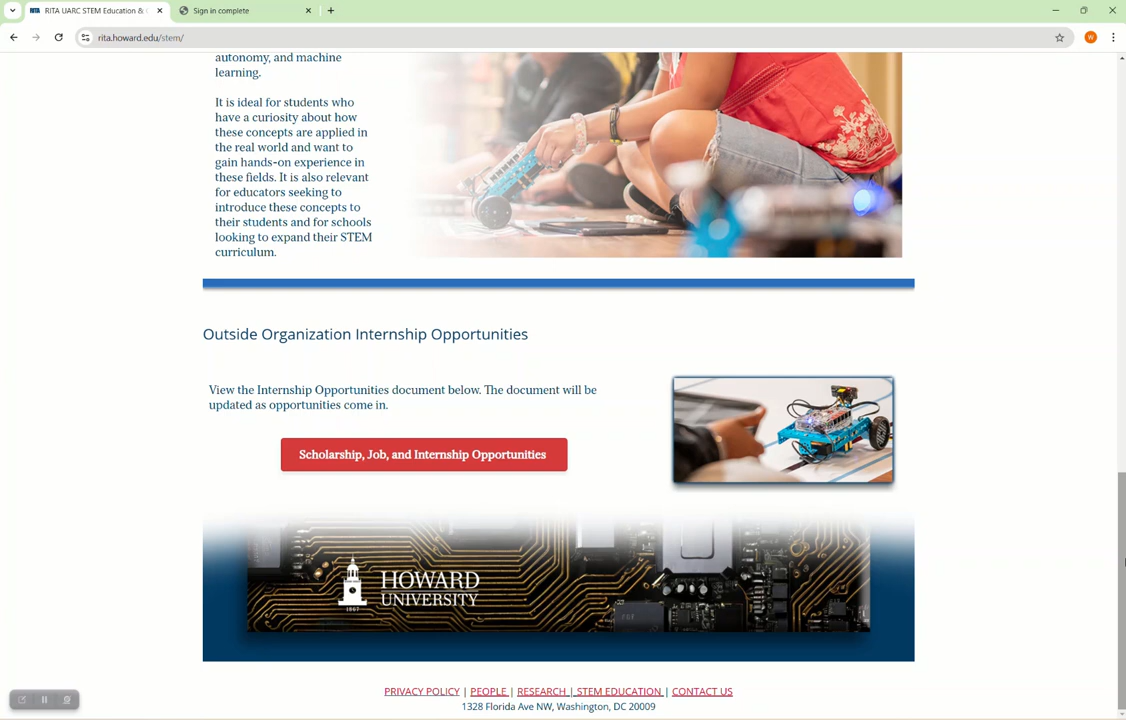 RITA UARC STEM Education &
Sign in complete
rita.howard.edu/stem/
W
autonomy, and machine
learning.
It is ideal for students who
have a curiosity about how
these concepts are applied in
the real world and want to
gain hands-on experience in
these fields. It is also relevant
for educators seeking to
introduce these concepts to
their students and for schools
looking to expand their STEM
curriculum.
Outside Organization Internship Opportunities
View the Internship Opportunities document below. The document will be
updated as opportunities come in.
Scholarship, Job, and Internship Opportunities
HOWARD
UNIVERSITY
1867
PRIVACY POLICY | PEOPLE | RESEARCH | STEM EDUCATION | CONTACT US
1328 Florida Ave NW, Washington, DC 20009